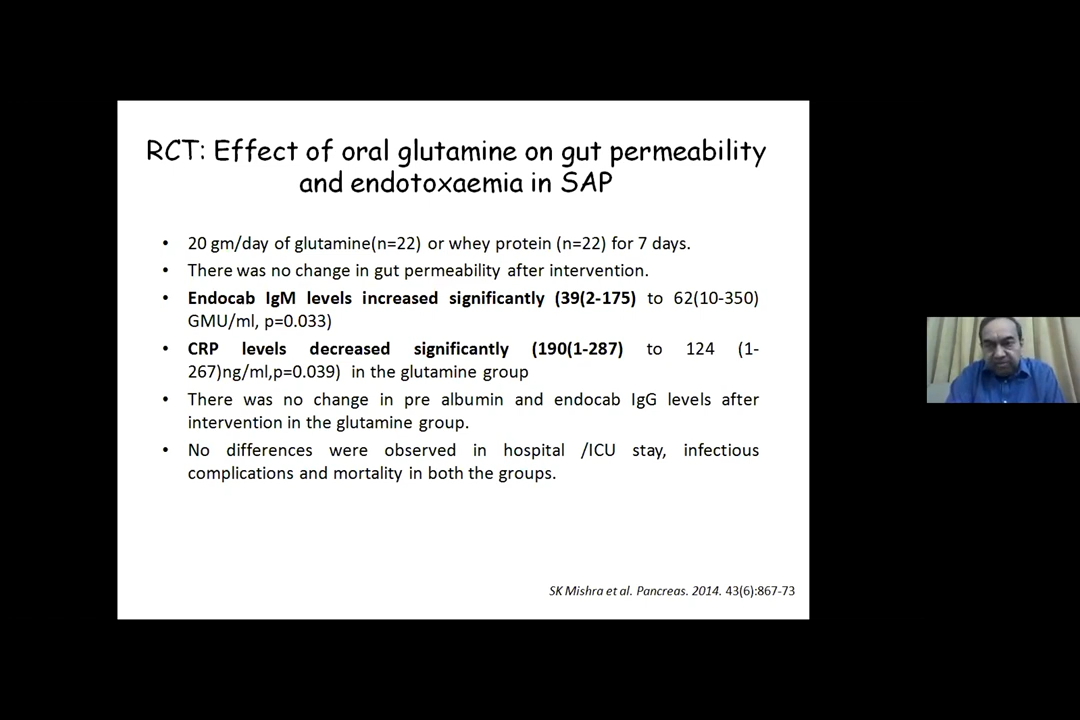 RCT: Effect of oral glutamine on gut permeability
and endotoxaemia in SAP
• 20 gm/day of glutamine(n=22) or whey protein (n=22) for 7 days.
• There was no change in gut permeability after intervention.
• Endocab IgM levels increased significantly (39(2-175) to 62(10-350)
GMU/ml, p=0.033)
• CRP levels decreased significantly (190(1-287) to 124 (1-
267)ng/ml,p=0.039) in the glutamine group
• There was no change in pre albumin and endocab IgG levels after
intervention in the glutamine group.
• No differences were observed in hospital /ICU stay, infectious
complications and mortality in both the groups.
SK Mishra et al. Pancreas. 2014. 43(6):867-73